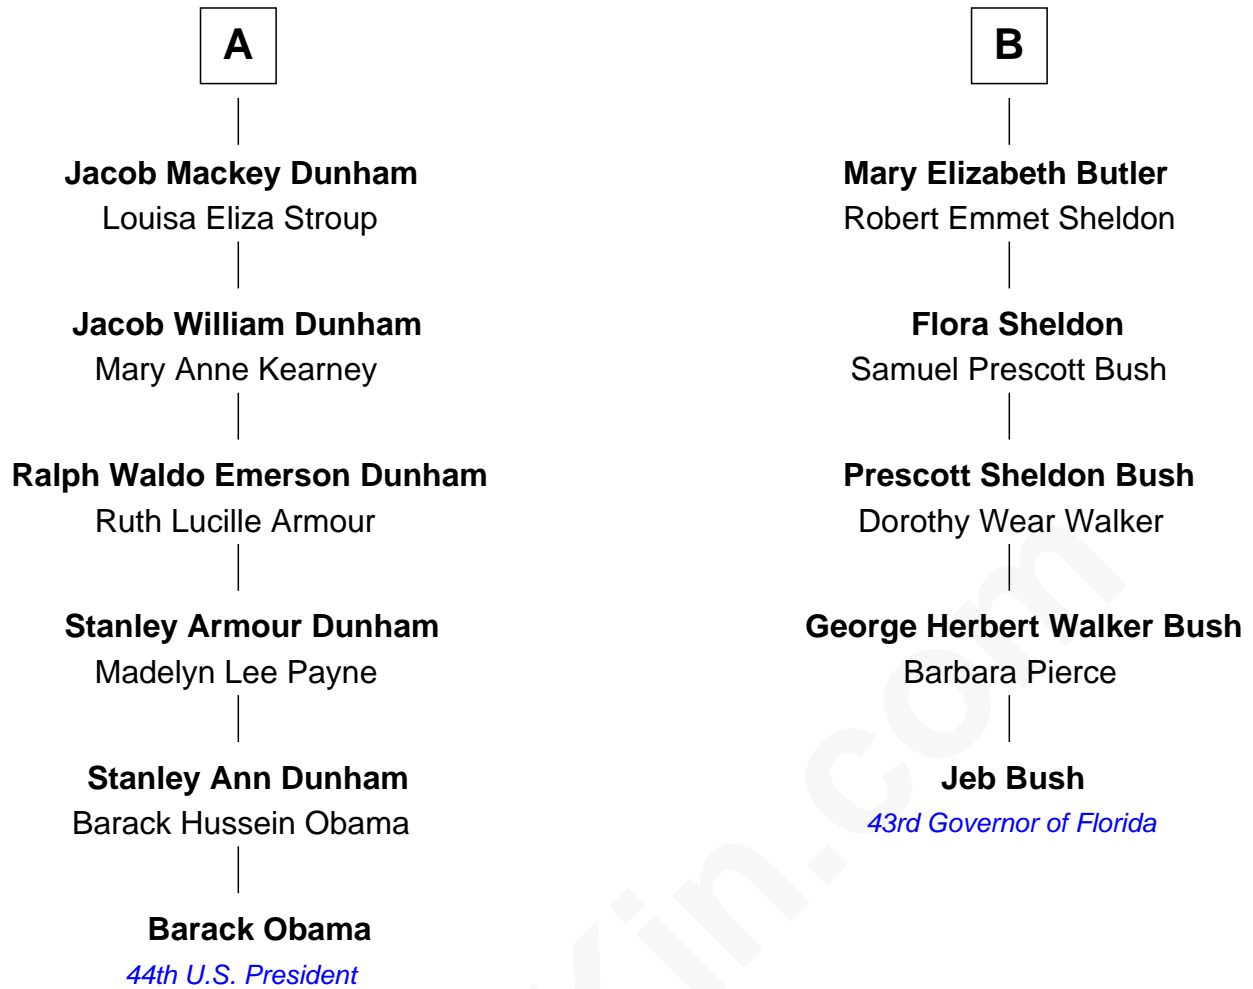 A
Jacob Mackey Dunham
Louisa Eliza Stroup
Jacob William Dunham
Mary Anne Kearney
Ralph Waldo Emerson Dunham
Ruth Lucille Armour
Stanley Armour Dunham
Madelyn Lee Payne
Stanley Ann Dunham
Barack Hussein Obama
Barack Obama
44th U.S. President
B
Mary Elizabeth Butler
Robert Emmet Sheldon
Flora Sheldon
Samuel Prescott Bush
Prescott Sheldon Bush
Dorothy Wear Walker
George Herbert Walker Bush
Barbara Pierce
Jeb Bush
43rd Governor of Florida
Kin.com